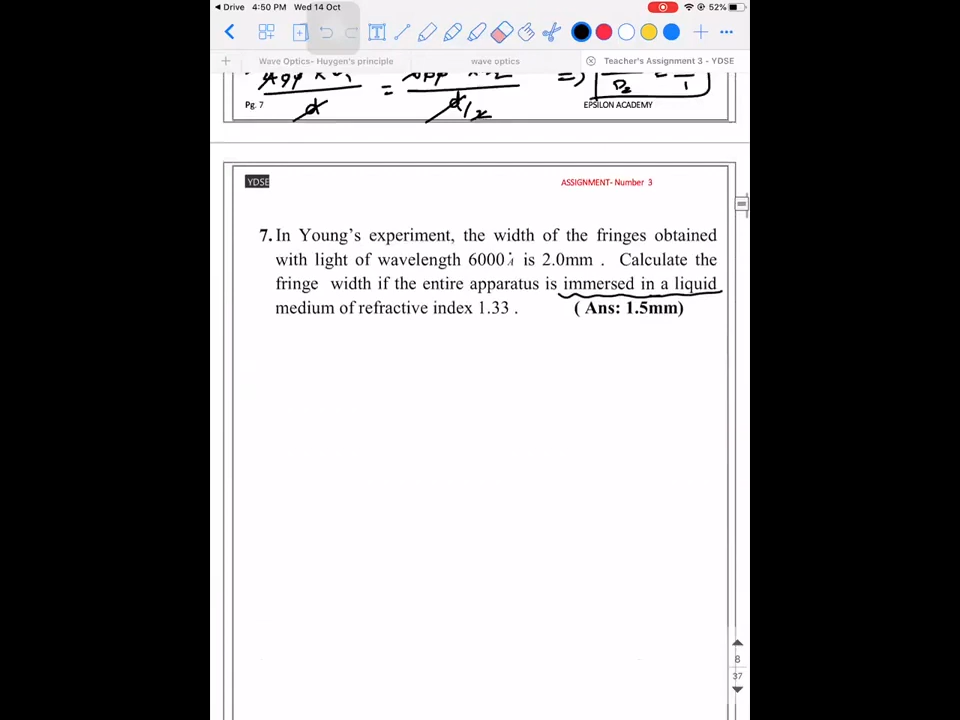 Drive 4:50 PM Wed 14 Oct 52%
T
Wave Optics- Huygen's principle wave optics Teacher's Assignment 3 - YDSE
d = d/2 => D2 1
Pg. 7 EPSILON ACADEMY
YDSE ASSIGNMENT- Number 3
7. In Young's experiment, the width of the fringes obtained
with light of wavelength 6000 Å is 2.0mm . Calculate the
fringe width if the entire apparatus is immersed in a liquid
medium of refractive index 1.33 . ( Ans: 1.5mm)
8
37